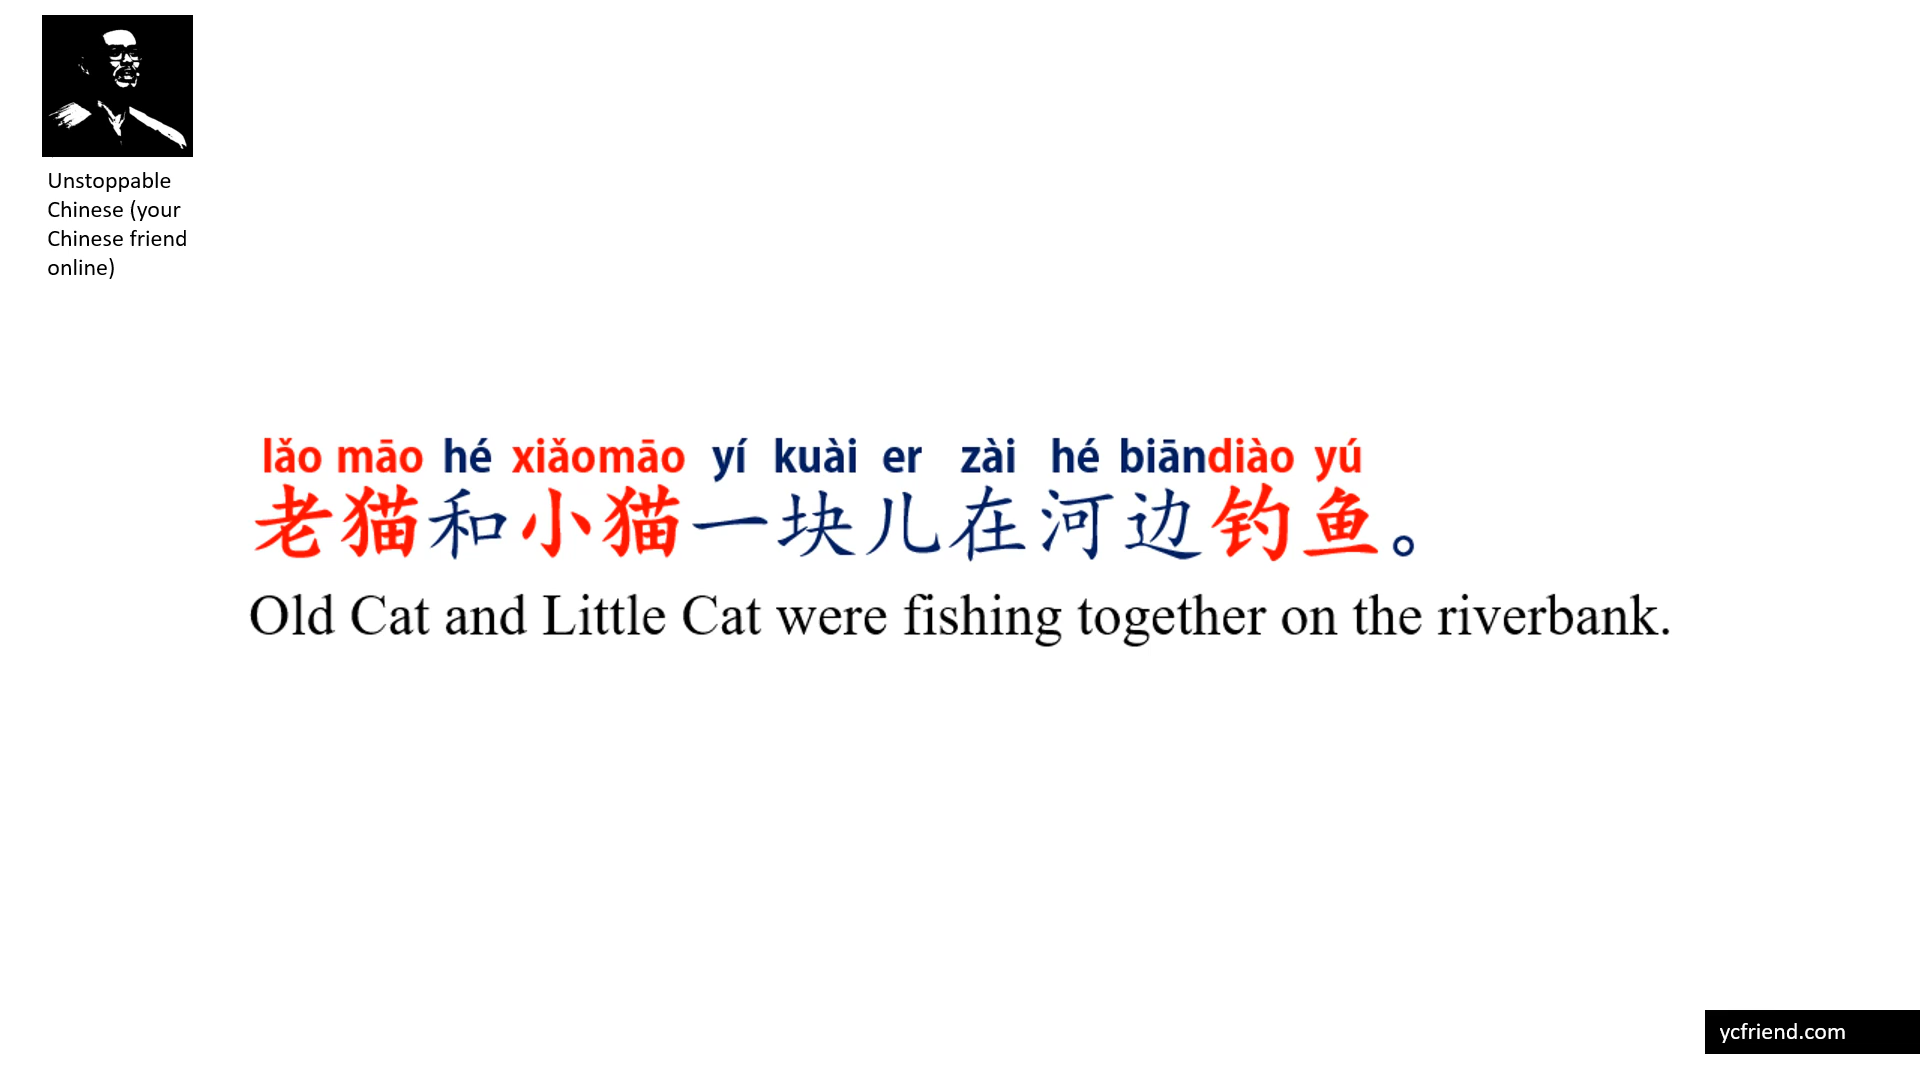 Unstoppable
Chinese (your
Chinese friend
online)
lǎo māo hé xiǎomāo yí kuài er zài hé biāndiào yú
老猫和小猫一块儿在河边钓鱼。
Old Cat and Little Cat were fishing together on the riverbank.
ycfriend.com